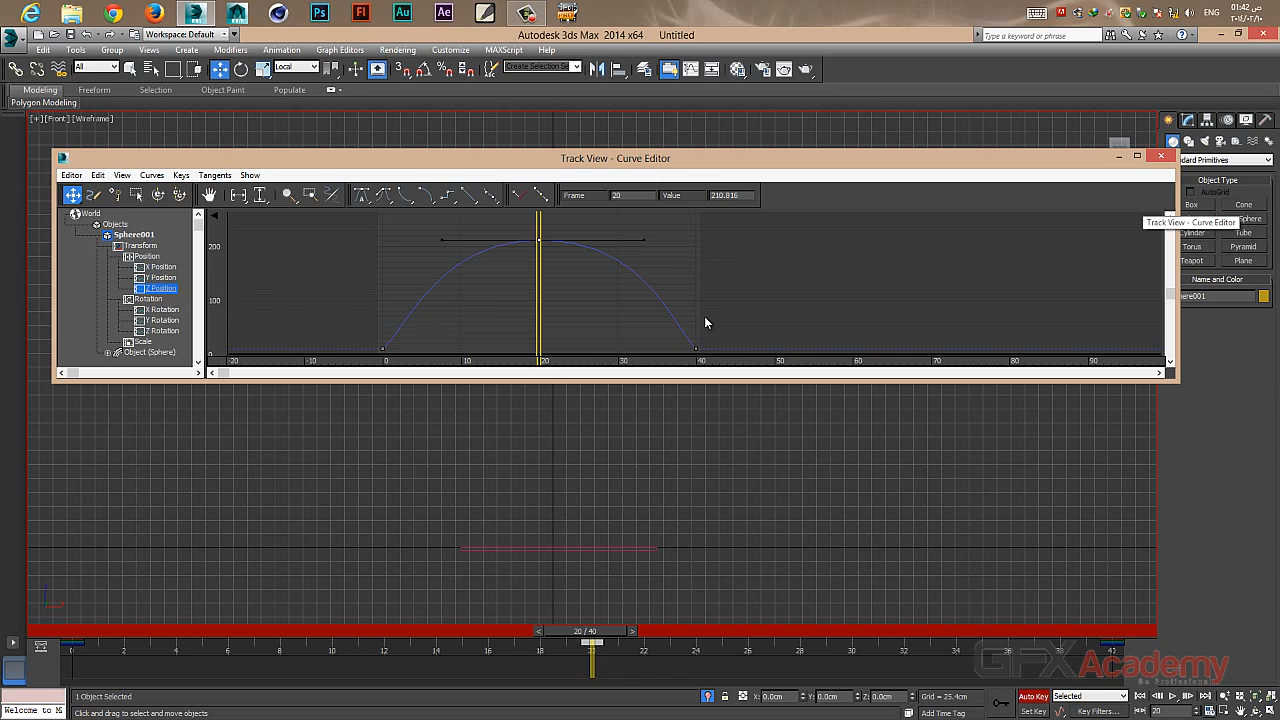 Ps
Fl
Au
Ae
ENG
01:42 ص
Workspace: Default
Autodesk 3ds Max 2014 x64
Untitled
Type a keyword or phrase
Edit Tools Group Views Create Modifiers Animation Graph Editors Rendering Customize MAXScript Help
All
Local
Create Selection Se
Modeling Freeform Selection Object Paint Populate
Polygon Modeling
[+] [Front] [Wireframe]
Track View - Curve Editor
Editor Edit View Curves Keys Tangents Show
Frame 20 Value 210.816
World
Objects
Sphere001
Transform
Position
X Position
Y Position
Z Position
Rotation
X Rotation
Y Rotation
Z Rotation
Scale
Object (Sphere)
200
100
0
-20 -10 0 10 20 30 40 50 60 70 80 90
Track View - Curve Editor
ndard Primitives
Object Type
AutoGrid
Box Cone
Sphere
Cylinder Tube
Torus Pyramid
Teapot Plane
Name and Color
here001
20 / 40
2 4 6 8 10 12 14 16 18 20 22 24 26 28 30 32 34 36
GFX Academy
Be Professional
1 Object Selected
X: 0.0cm Y: 0.0cm Z: 0.0cm Grid = 25.4cm
Auto Key Selected
Welcome to M
Click and drag to select and move objects
Add Time Tag
Set Key Key Filters...
20